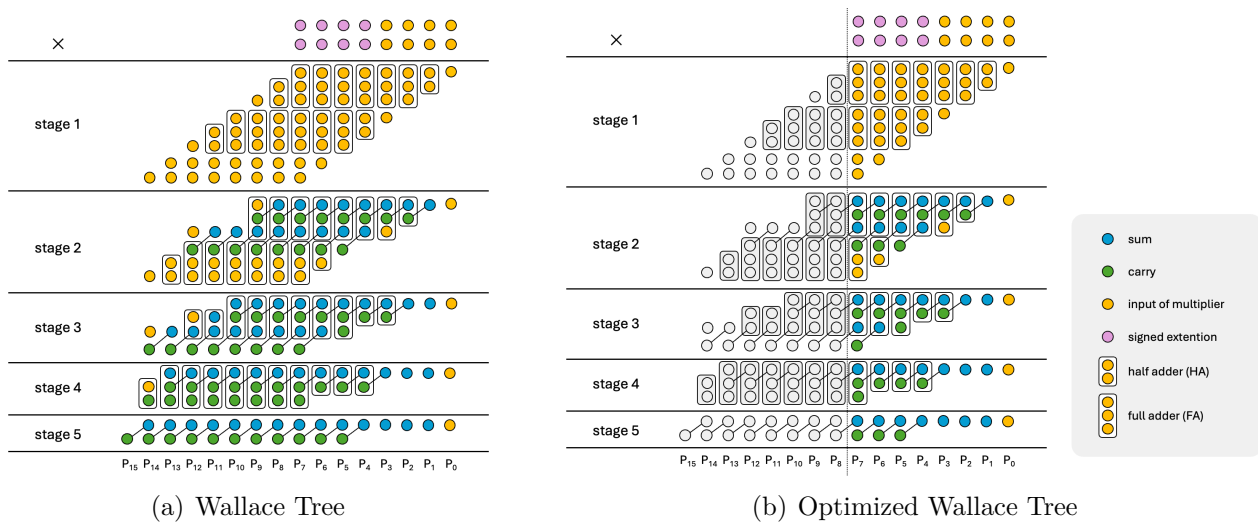 ×
stage 1
stage 2
stage 3
stage 4
stage 5
P15 P14 P13 P12 P11 P10 P9 P8 P7 P6 P5 P4 P3 P2 P1 P0
(a) Wallace Tree
×
stage 1
stage 2
stage 3
stage 4
stage 5
P15 P14 P13 P12 P11 P10 P9 P8 P7 P6 P5 P4 P3 P2 P1 P0
(b) Optimized Wallace Tree
sum
carry
input of multiplier
signed extention
half adder (HA)
full adder (FA)